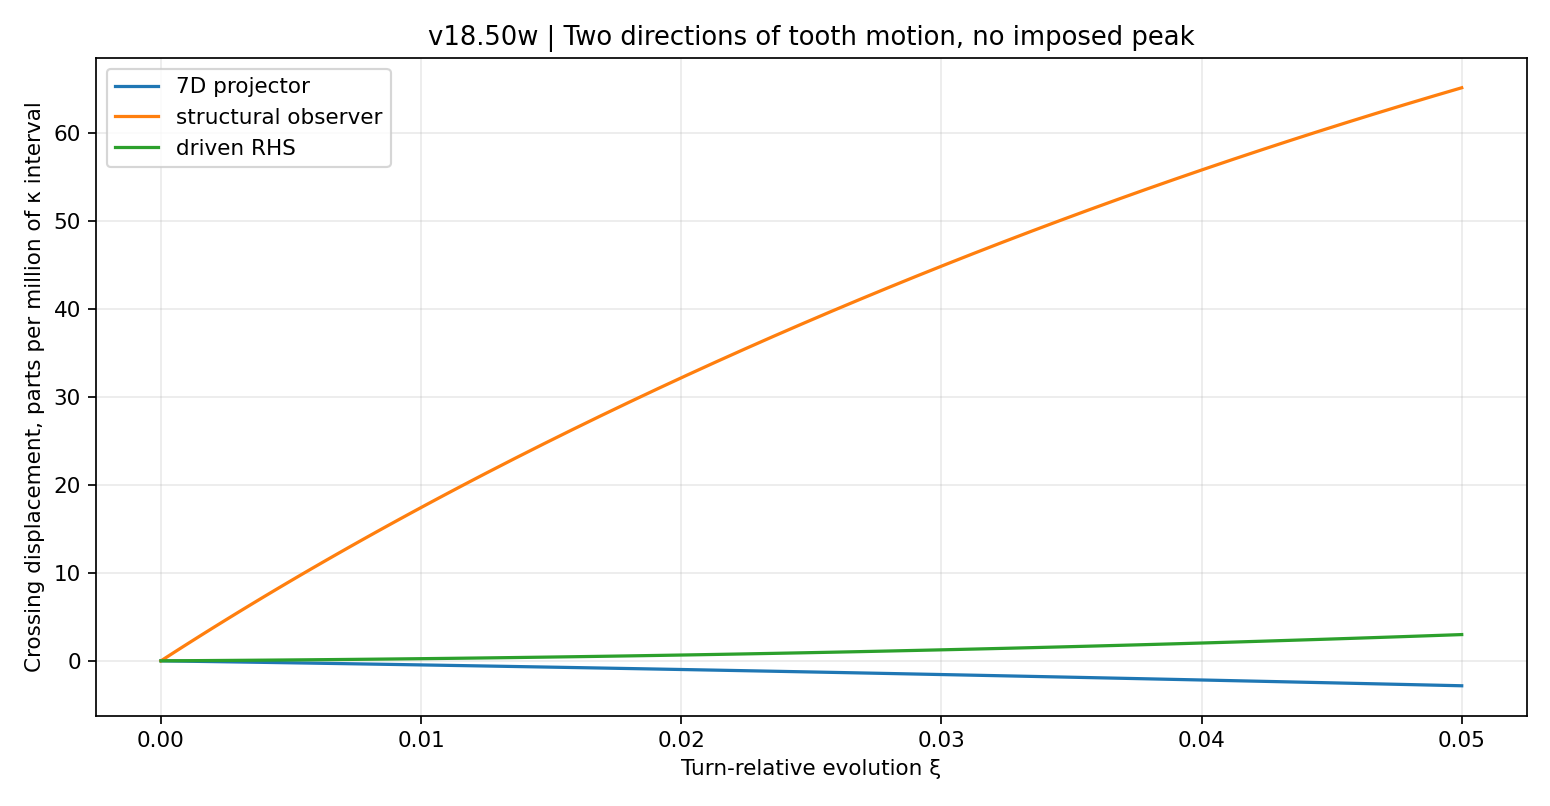 v18.50w | Two directions of tooth motion, no imposed peak
7D projector
structural observer
driven RHS
Crossing displacement, parts per million of κ interval
60
50
40
30
20
10
0
0.00 0.01 0.02 0.03 0.04 0.05
Turn-relative evolution ξ